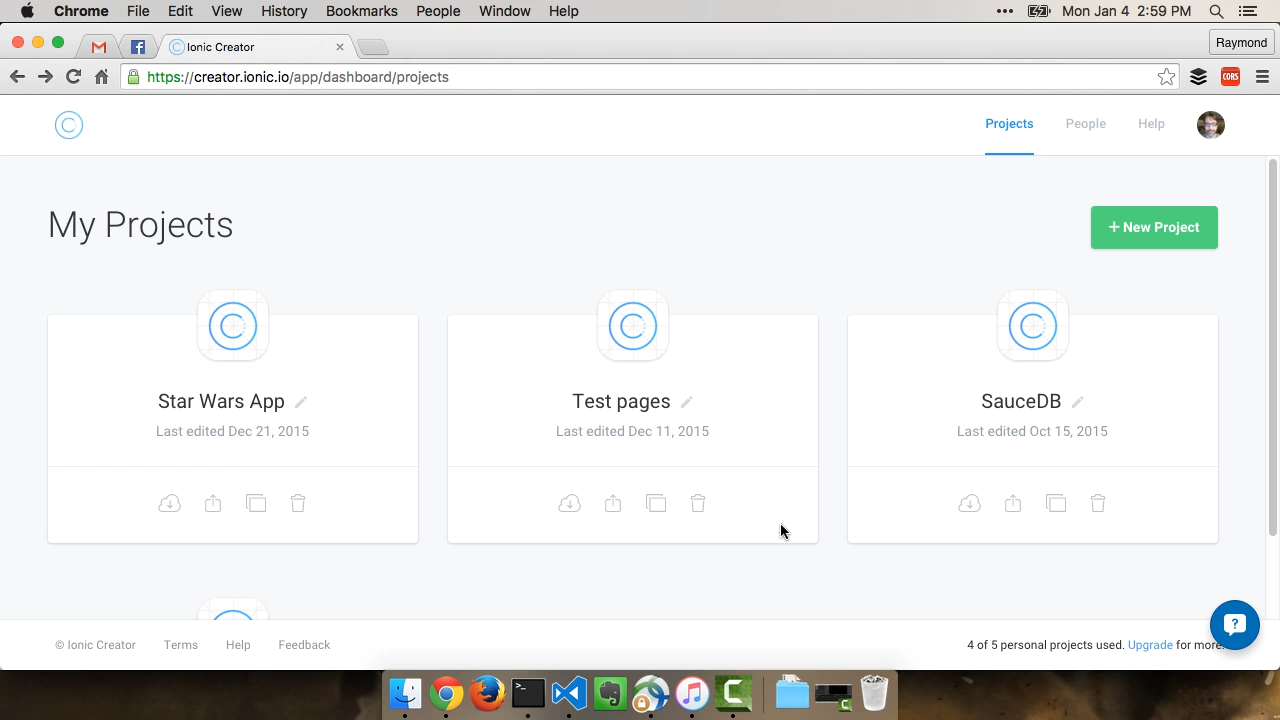 Chrome File Edit View History Bookmarks People Window Help ••• Mon Jan 4 2:59 PM
Ionic Creator × Raymond
https://creator.ionic.io/app/dashboard/projects CORS
Projects People Help
My Projects
+ New Project
Star Wars App Test pages SauceDB
Last edited Dec 21, 2015 Last edited Dec 11, 2015 Last edited Oct 15, 2015
© Ionic Creator Terms Help Feedback 4 of 5 personal projects used. Upgrade for more.